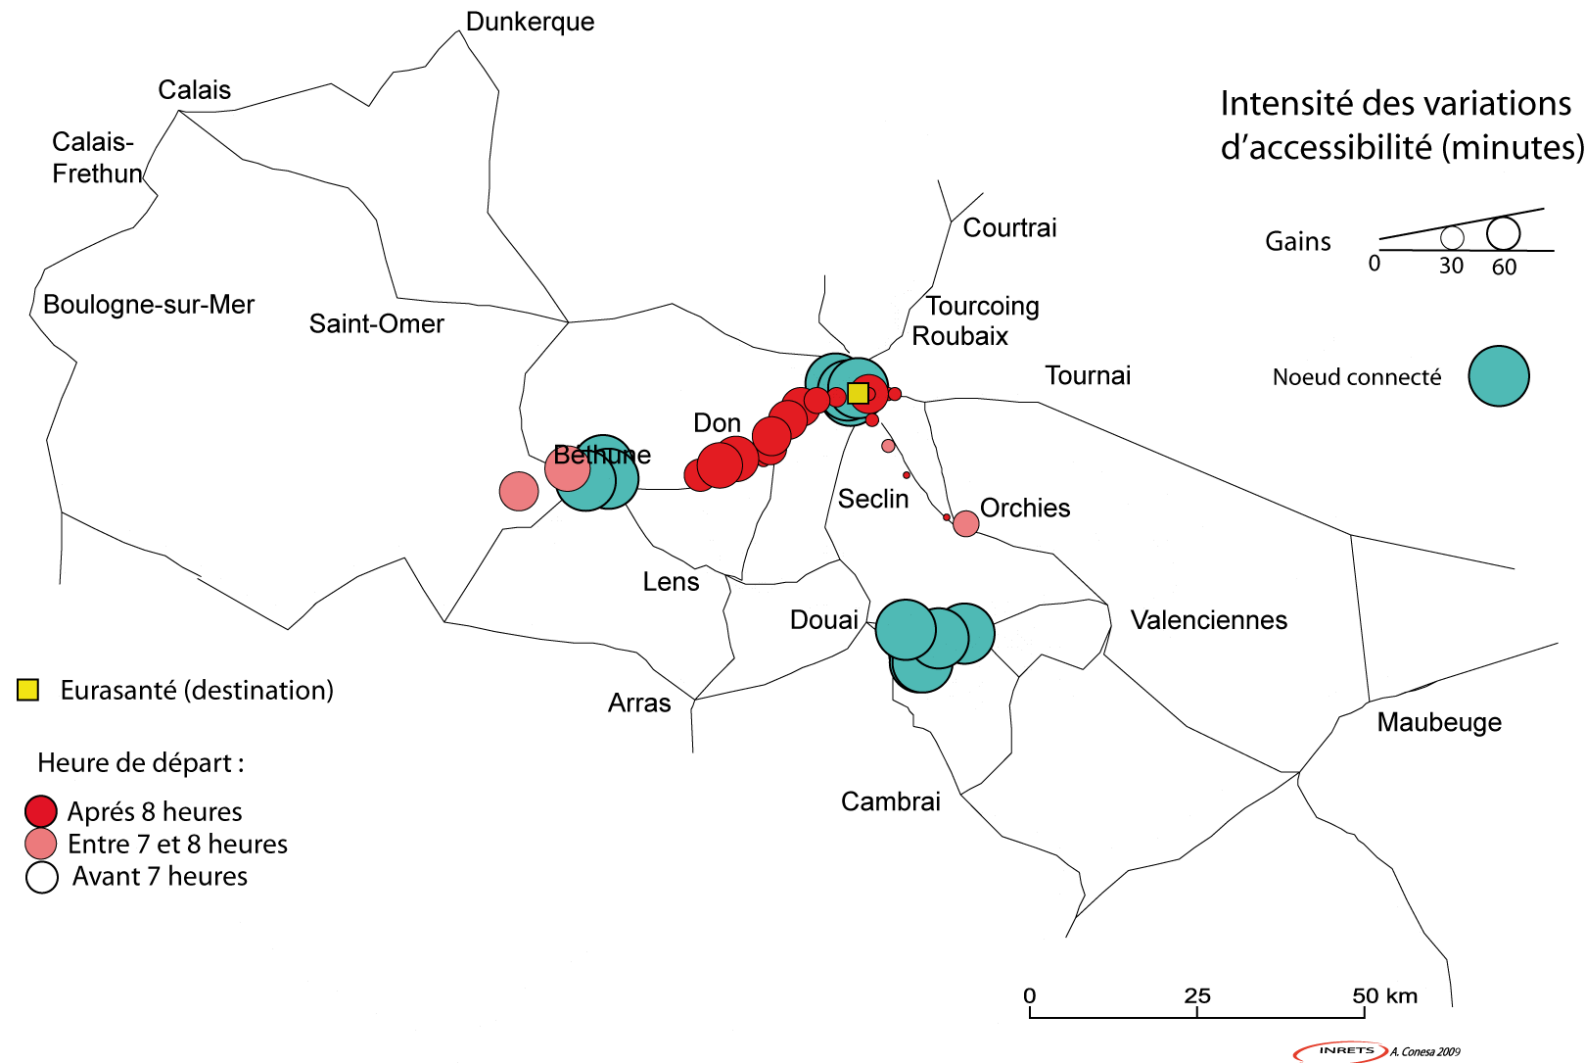 Dunkerque
Calais
Calais-
Frethun
Intensité des variations
d'accessibilité (minutes)
Courtrai
Gains
0
30
60
Boulogne-sur-Mer
Saint-Omer
Tourcoing
Roubaix
Tournai
Noeud connecté
Don
Béthune
Seclin
Orchies
Lens
Douai
Valenciennes
Eurasanté (destination)
Arras
Maubeuge
Heure de départ :
Aprés 8 heures
Entre 7 et 8 heures
Avant 7 heures
Cambrai
0
25
50 km
INRETS
A. Conesa 2009